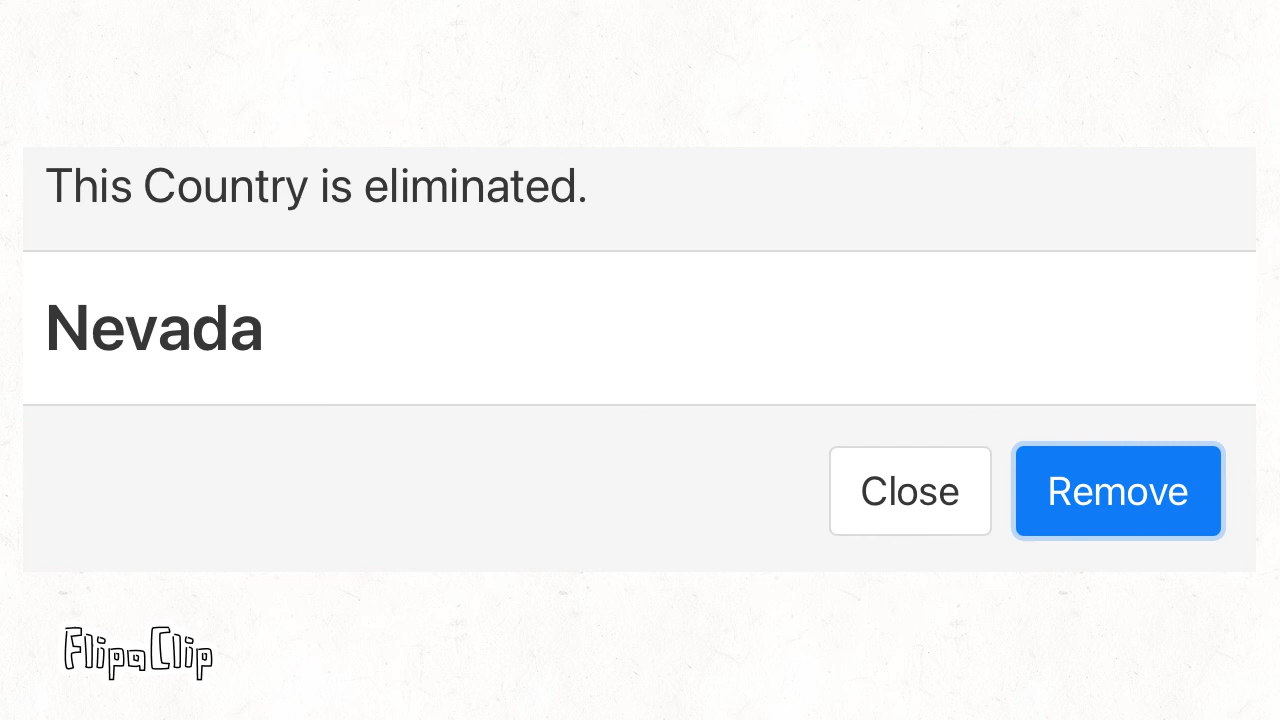 This Country is eliminated.
Nevada
Close
Remove
FlipaClip